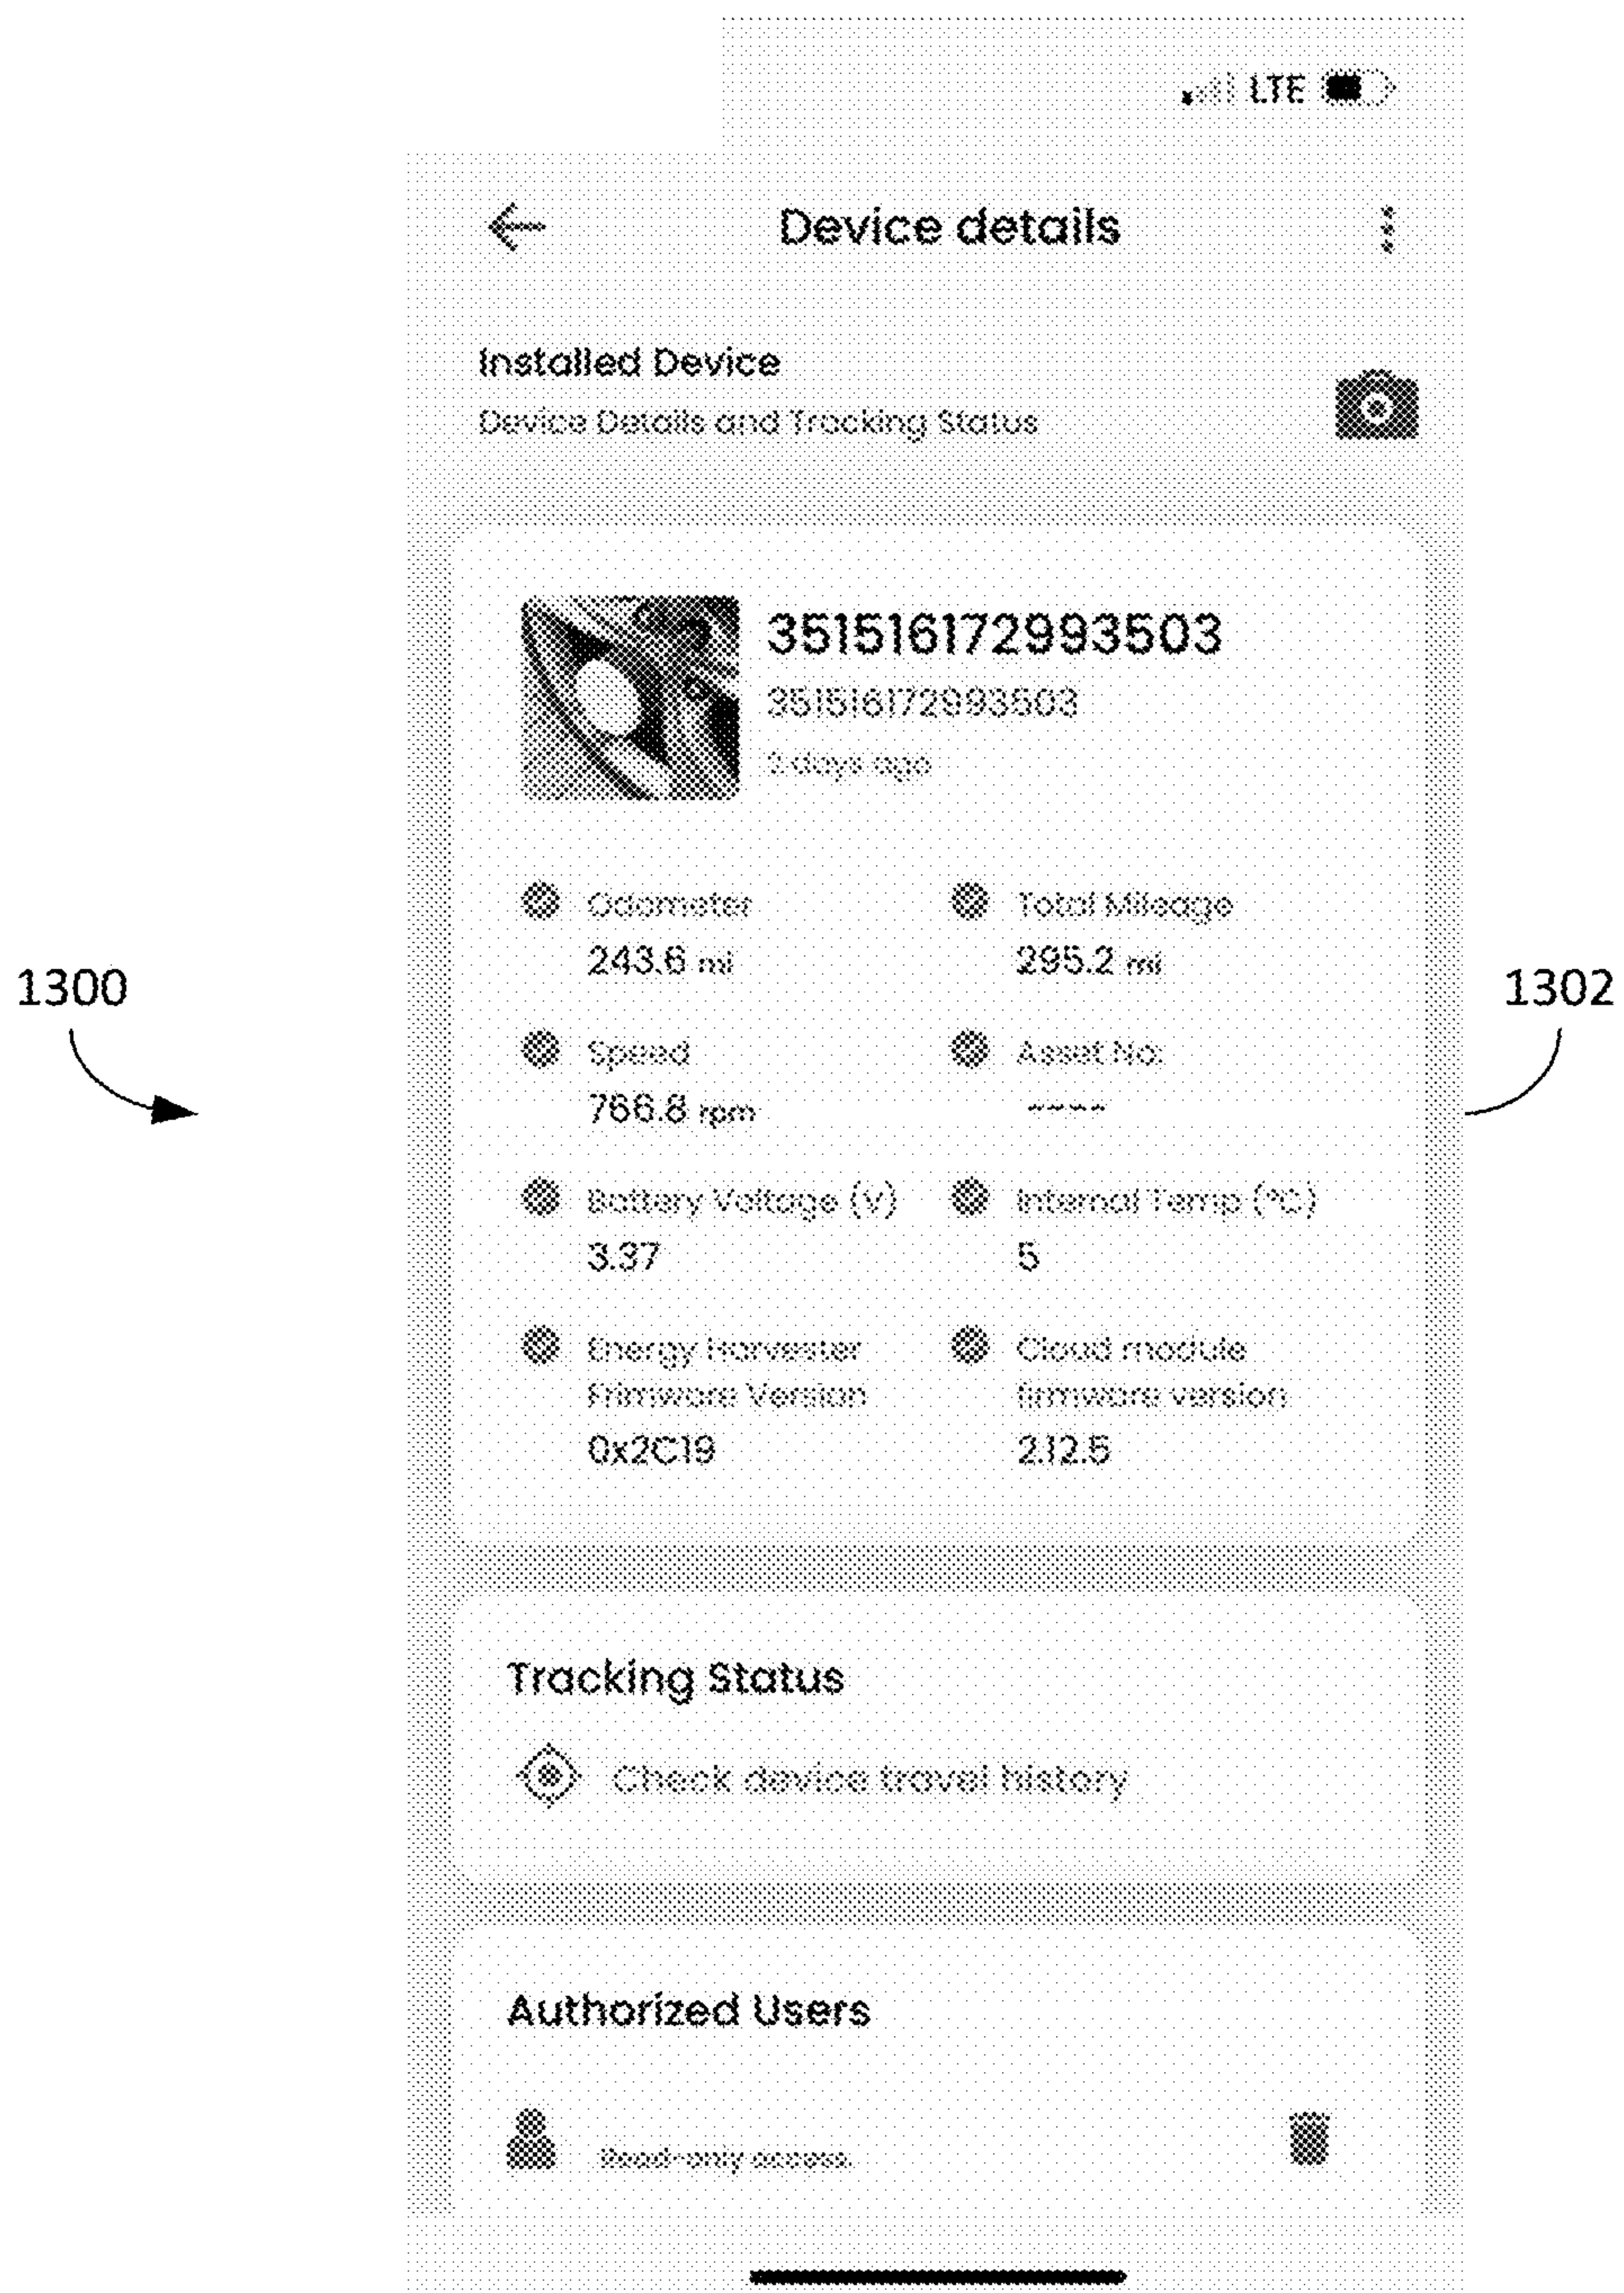 LTE
Device details
Installed Device
Device Details and Tracking Status
351516172993503
351516172993503
days ago
Odometer
243.6 mi
Total Mileage
295.2 mi
1300
1302
Speed
766.8 rpm
Asset No:
----
Battery Voltage (V)
3.37
Internal Temp (°C)
5
Energy Harvester
Frimware Version
0x2C19
Cloud module
firmware version
2.12.5
Tracking Status
Check device travel history
Authorized Users
Read-only access